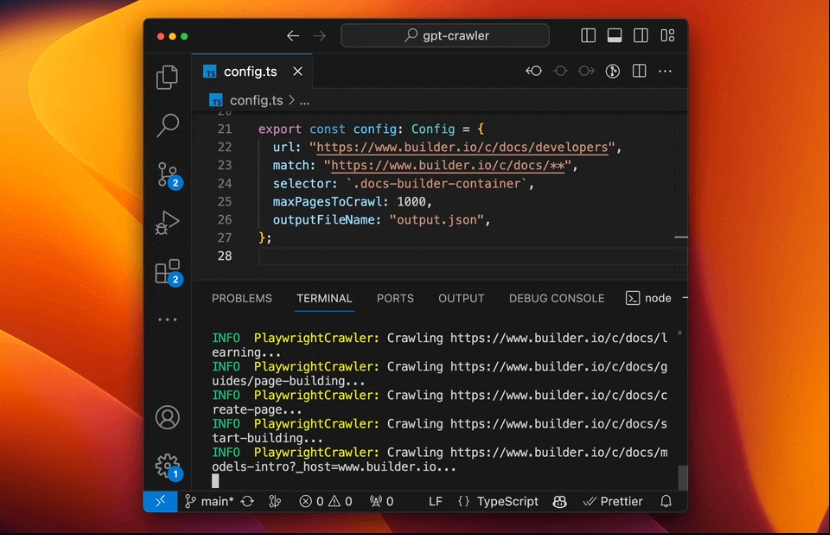 gpt-crawler
TS config.ts
TS config.ts > ...
20
21 export const config: Config = {
22 url: "https://www.builder.io/c/docs/developers",
23 match: "https://www.builder.io/c/docs/**",
24 selector: `.docs-builder-container`,
25 maxPagesToCrawl: 1000,
26 outputFileName: "output.json",
27 };
28
2
2
1
PROBLEMS TERMINAL PORTS OUTPUT DEBUG CONSOLE node
INFO PlaywrightCrawler: Crawling https://www.builder.io/c/docs/l
earning...
INFO PlaywrightCrawler: Crawling https://www.builder.io/c/docs/g
uides/page-building...
INFO PlaywrightCrawler: Crawling https://www.builder.io/c/docs/c
reate-page...
INFO PlaywrightCrawler: Crawling https://www.builder.io/c/docs/s
tart-building...
INFO PlaywrightCrawler: Crawling https://www.builder.io/c/docs/m
odels-intro?_host=www.builder.io...
main* 0 0 0 LF {} TypeScript Prettier